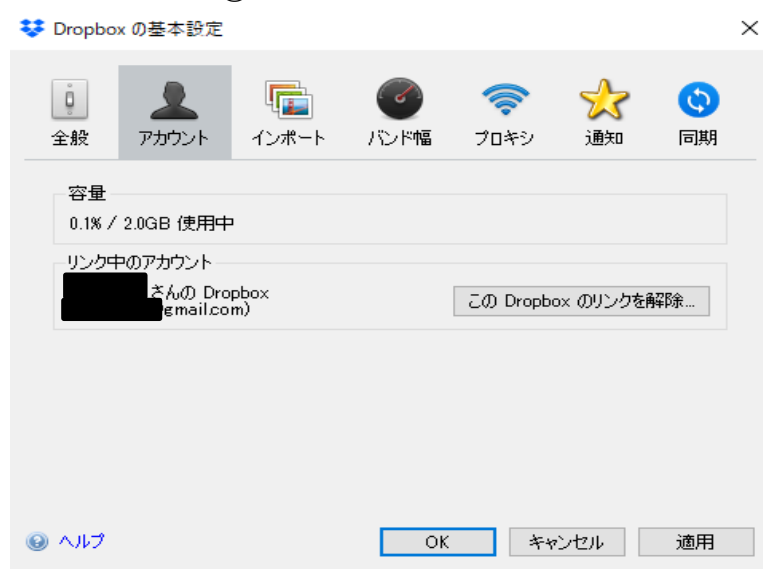 Dropbox の基本設定
全般 アカウント インポート バンド幅 プロキシ 通知 同期
容量
0.1% / 2.0GB 使用中
リンク中のアカウント
さんの Dropbox
@gmail.com)
この Dropbox のリンクを解除...
ヘルプ OK キャンセル 適用